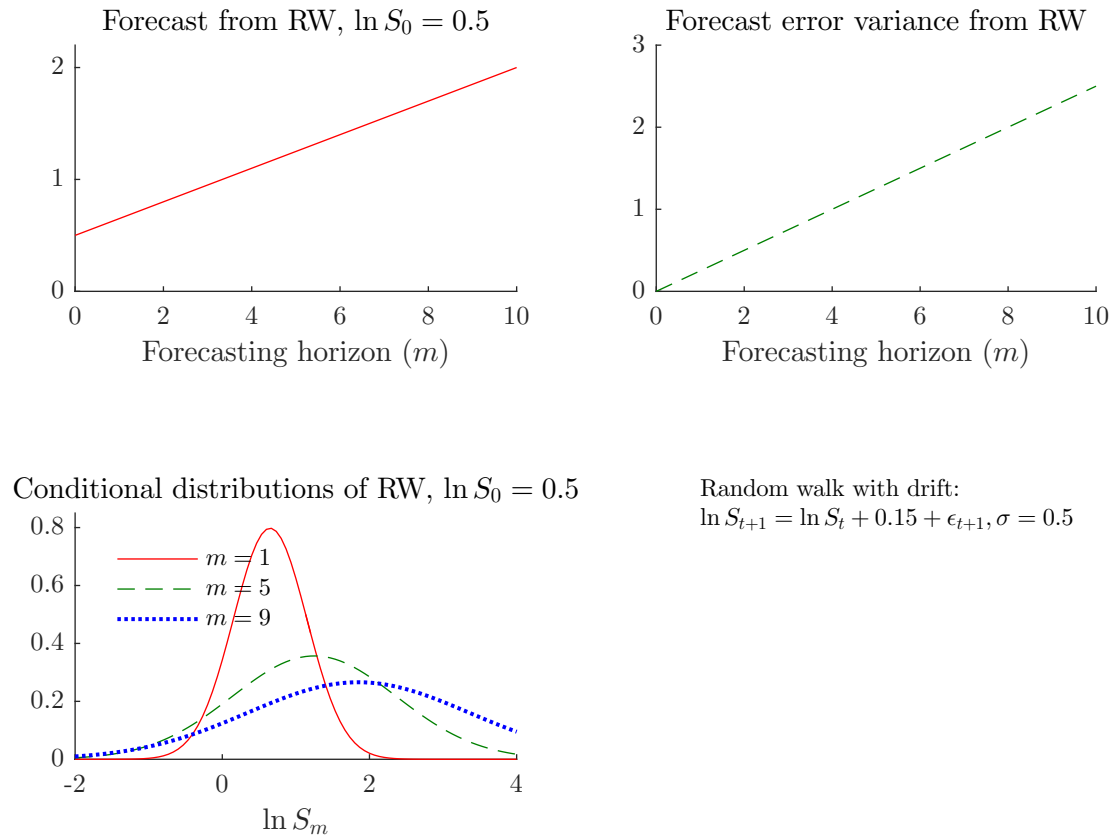 Forecast from RW, ln S₀ = 0.5
2
1
0
0 2 4 6 8 10
Forecasting horizon (m)
Forecast error variance from RW
3
2
1
0
0 2 4 6 8 10
Forecasting horizon (m)
Conditional distributions of RW, ln S₀ = 0.5
0.8
0.6
0.4
0.2
0
m = 1
m = 5
m = 9
-2 0 2 4
ln Sₘ
Random walk with drift:
ln Sₜ₊₁ = ln Sₜ + 0.15 + ϵₜ₊₁, σ = 0.5